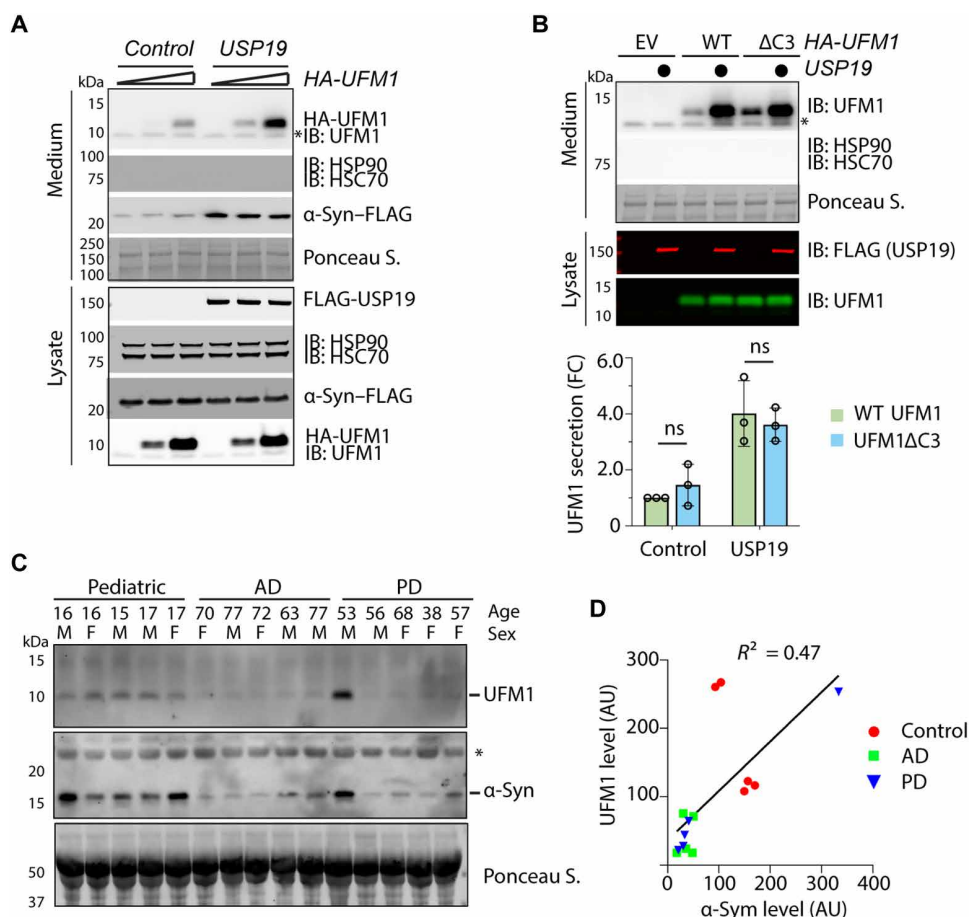 A
Control USP19
kDa HA-UFM1
Medium
15
HA-UFM1
10 *IB: UFM1
100
IB: HSP90
75 IB: HSC70
20 α-Syn–FLAG
250
150 Ponceau S.
100
Lysate
150 FLAG-USP19
100
IB: HSP90
75 IB: HSC70
α-Syn–FLAG
20
10 HA-UFM1
IB: UFM1
B
EV WT ΔC3 HA-UFM1
kDa USP19
Medium
15 IB: UFM1
*
IB: HSP90
75 IB: HSC70
Ponceau S.
Lysate
150 IB: FLAG (USP19)
15
IB: UFM1
10
UFM1 secretion (FC)
6.0
4.0
2.0
0
ns ns
Control USP19
WT UFM1
UFM1ΔC3
C
Pediatric AD PD
16 16 15 17 17 70 77 72 63 77 53 56 68 38 57 Age
M F M M F F M F M M M M F F F Sex
kDa
15
10 UFM1
*
20
15 α-Syn
50 Ponceau S.
37
D
R² = 0.47
UFM1 level (AU)
300
200
100
0
0 100 200 300 400
α-Sym level (AU)
Control
AD
PD